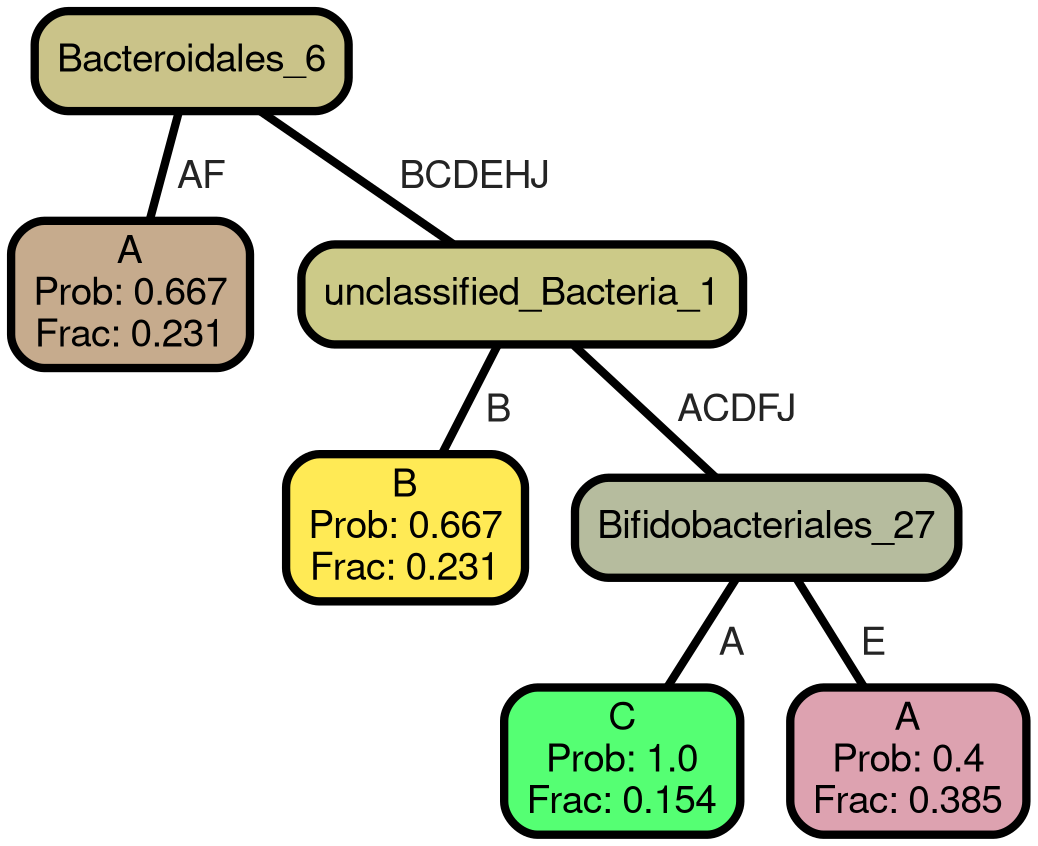 Bacteroidales_6
AF
BCDEHJ
A
Prob: 0.667
Frac: 0.231
unclassified_Bacteria_1
B
ACDFJ
B
Prob: 0.667
Frac: 0.231
Bifidobacteriales_27
A
E
C
Prob: 1.0
Frac: 0.154
A
Prob: 0.4
Frac: 0.385